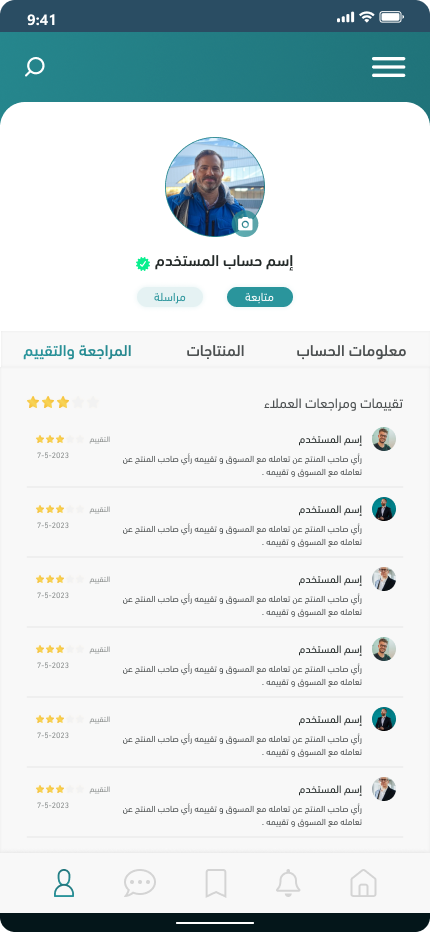 9:41
إسم حساب المستخدم
متابعة
مراسلة
معلومات الحساب
المنتاجات
المراجعة والتقييم
تقييمات ومراجعات العملاء
إسم المستخدم
التقييم
رأي صاحب المنتج عن تعامله مع المسوق و تقييمه رأي صاحب المنتج عن
تعامله مع المسوق و تقييمه .
7-5-2023
إسم المستخدم
التقييم
رأي صاحب المنتج عن تعامله مع المسوق و تقييمه رأي صاحب المنتج عن
تعامله مع المسوق و تقييمه .
7-5-2023
إسم المستخدم
التقييم
رأي صاحب المنتج عن تعامله مع المسوق و تقييمه رأي صاحب المنتج عن
تعامله مع المسوق و تقييمه .
7-5-2023
إسم المستخدم
التقييم
رأي صاحب المنتج عن تعامله مع المسوق و تقييمه رأي صاحب المنتج عن
تعامله مع المسوق و تقييمه .
7-5-2023
إسم المستخدم
التقييم
رأي صاحب المنتج عن تعامله مع المسوق و تقييمه رأي صاحب المنتج عن
تعامله مع المسوق و تقييمه .
7-5-2023
إسم المستخدم
التقييم
رأي صاحب المنتج عن تعامله مع المسوق و تقييمه رأي صاحب المنتج عن
تعامله مع المسوق و تقييمه .
7-5-2023